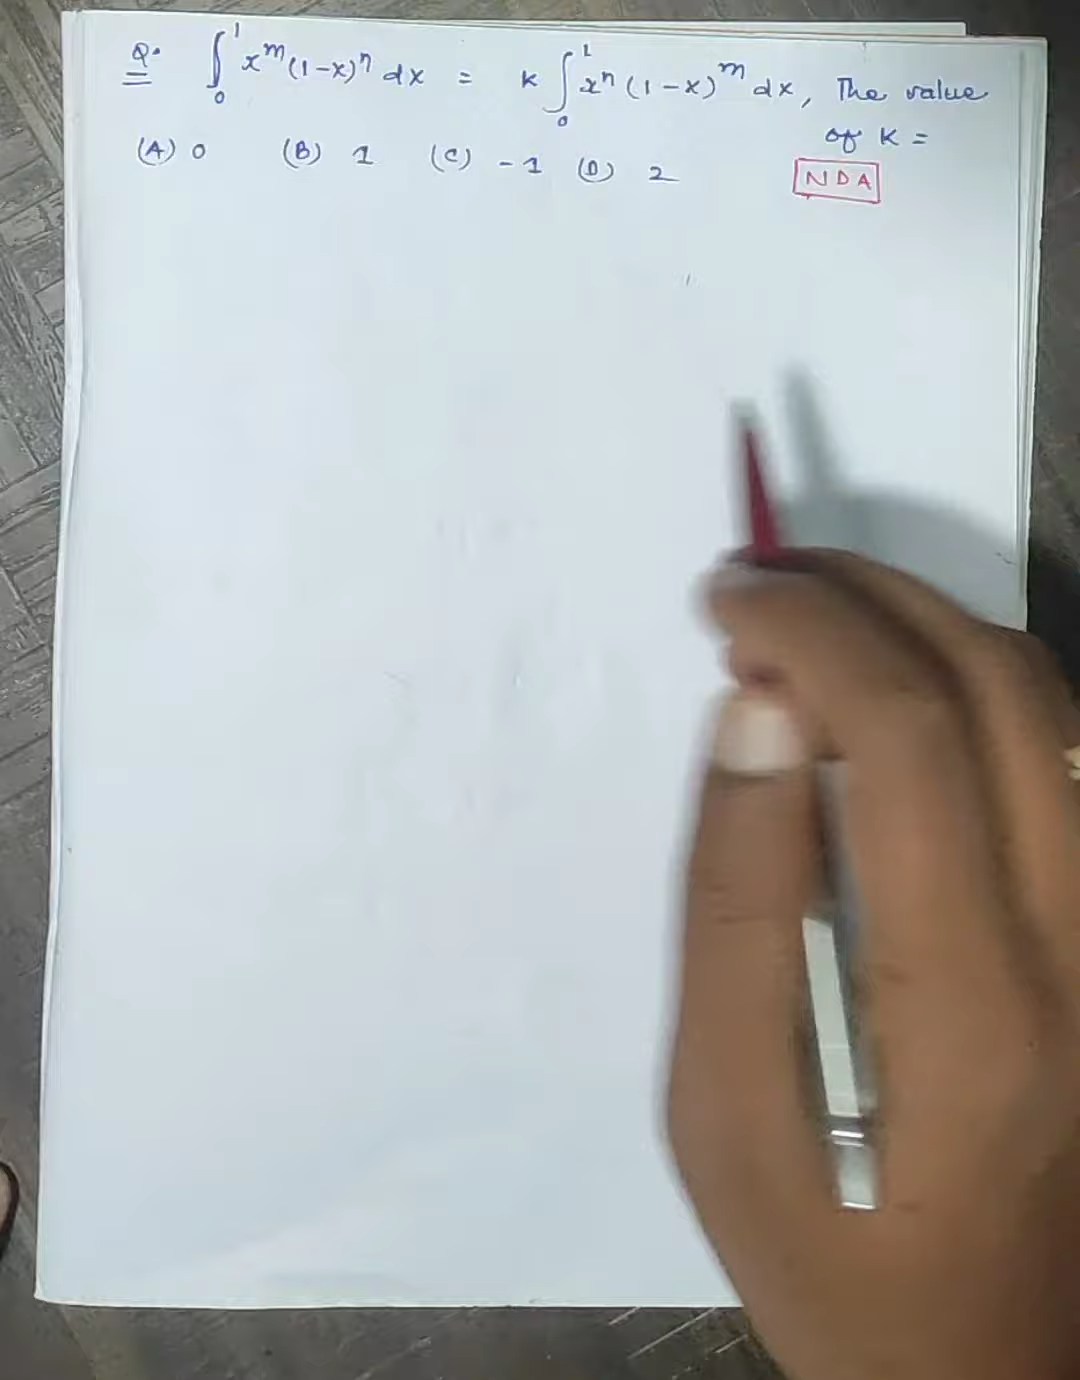 Q. ∫₀¹ xᵐ (1-x)ⁿ dx = k ∫₀¹ xⁿ (1-x)ᵐ dx, The value
of k =
(A) 0 (B) 1 (C) -1 (D) 2
NDA